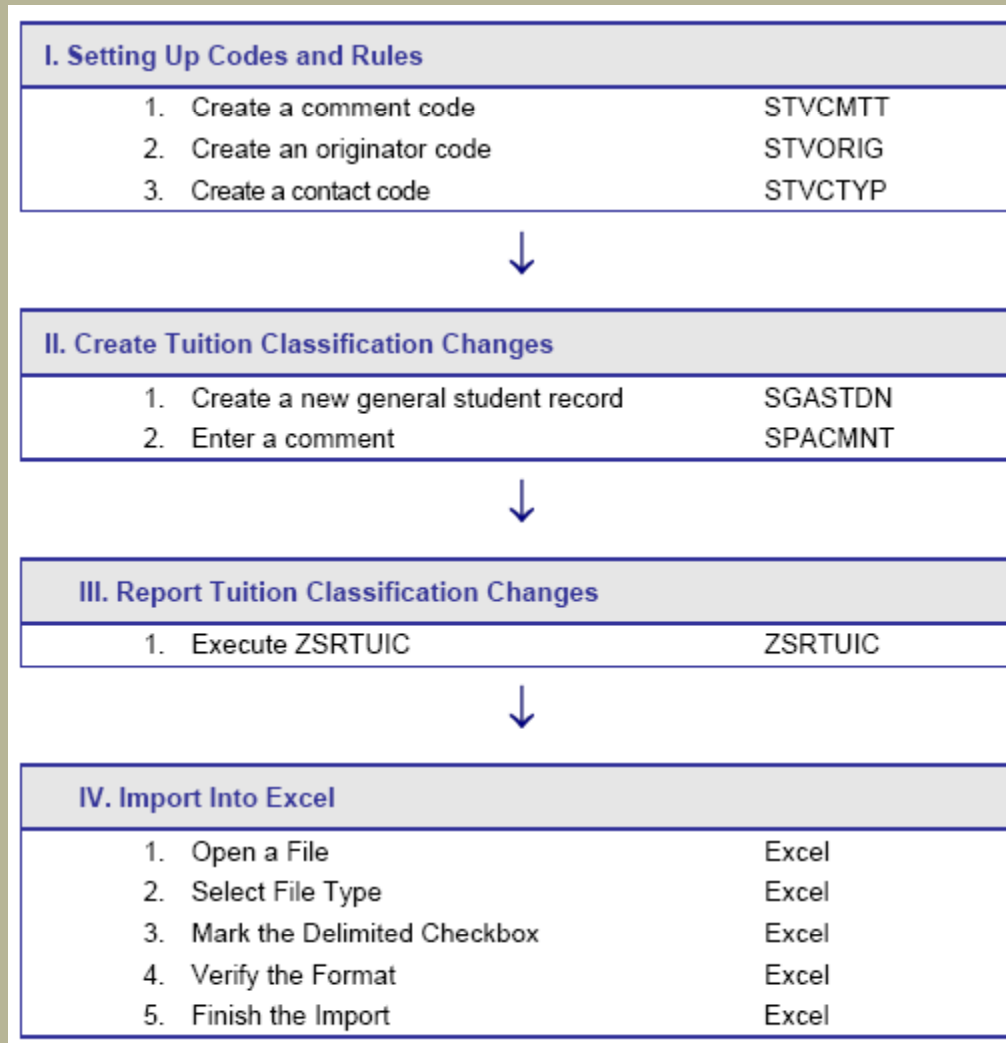 I. Setting Up Codes and Rules
1. Create a comment code STVCMTT
2. Create an originator code STVORIG
3. Create a contact code STVCTYP
II. Create Tuition Classification Changes
1. Create a new general student record SGASTDN
2. Enter a comment SPACMNT
III. Report Tuition Classification Changes
1. Execute ZSRTUIC ZSRTUIC
IV. Import Into Excel
1. Open a File Excel
2. Select File Type Excel
3. Mark the Delimited Checkbox Excel
4. Verify the Format Excel
5. Finish the Import Excel